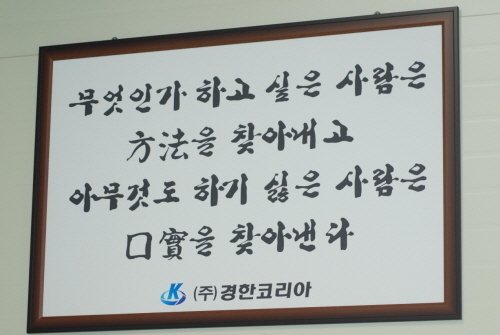 무엇인가 하고 싶은 사람은
方法을 찾아내고
아무것도 하기 싫은 사람은
口實을 찾아낸다
K (주)경한코리아